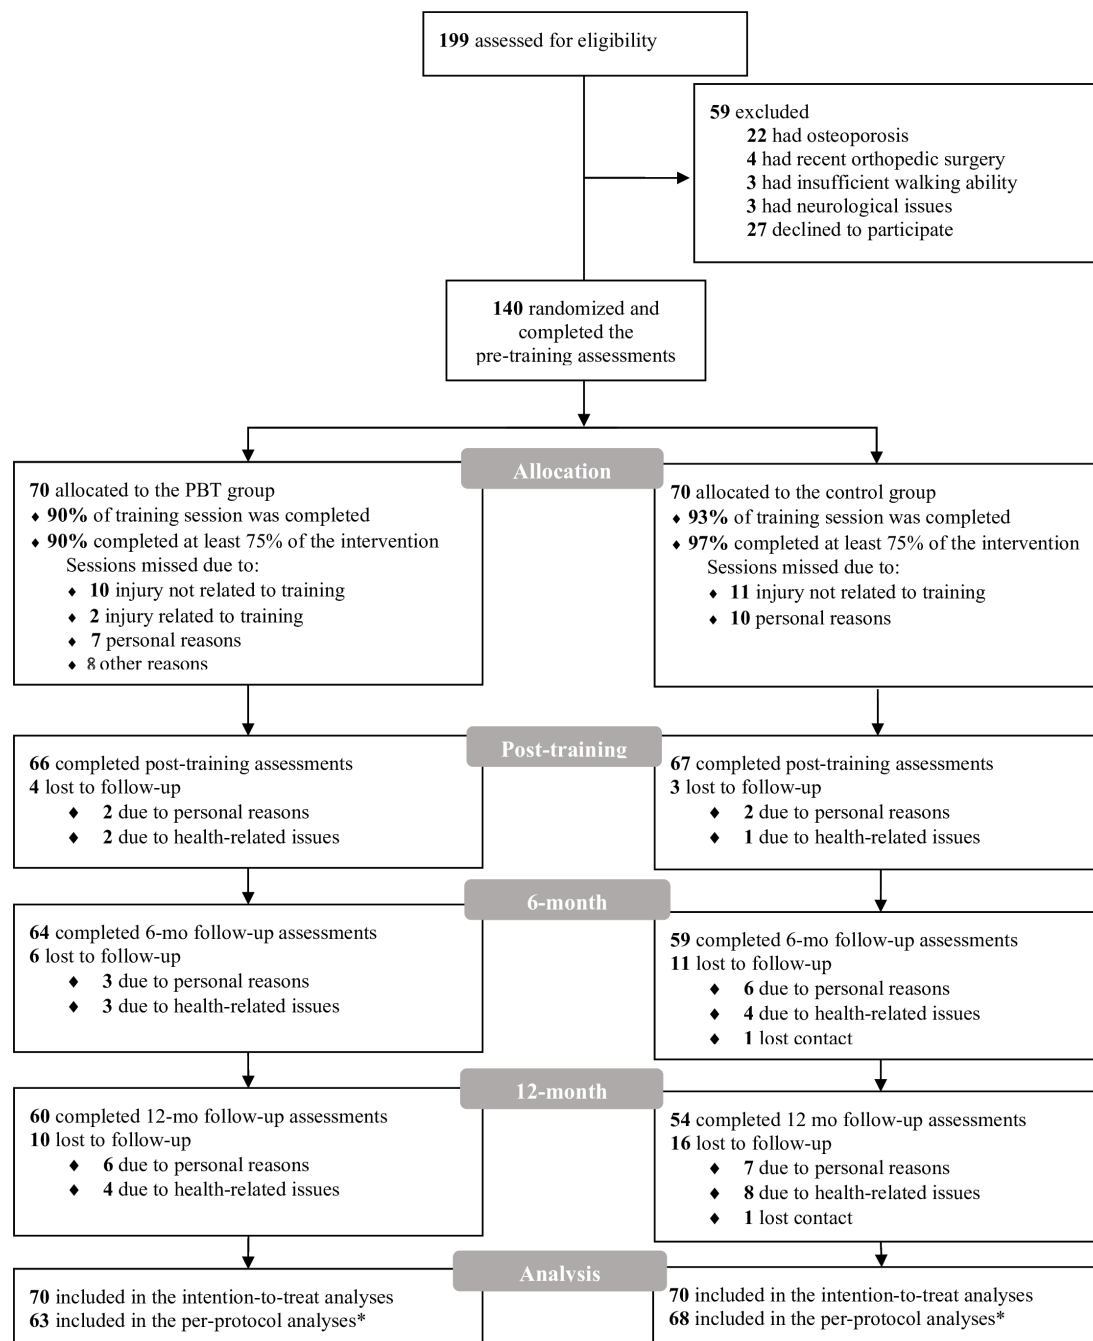 199 assessed for eligibility
59 excluded
22 had osteoporosis
4 had recent orthopedic surgery
3 had insufficient walking ability
3 had neurological issues
27 declined to participate
140 randomized and
completed the
pre-training assessments
Allocation
70 allocated to the PBT group
♦ 90% of training session was completed
♦ 90% completed at least 75% of the intervention
Sessions missed due to:
♦ 10 injury not related to training
♦ 2 injury related to training
♦ 7 personal reasons
♦ 8 other reasons
70 allocated to the control group
♦ 93% of training session was completed
♦ 97% completed at least 75% of the intervention
Sessions missed due to:
♦ 11 injury not related to training
♦ 10 personal reasons
Post-training
66 completed post-training assessments
4 lost to follow-up
♦ 2 due to personal reasons
♦ 2 due to health-related issues
67 completed post-training assessments
3 lost to follow-up
♦ 2 due to personal reasons
♦ 1 due to health-related issues
6-month
64 completed 6-mo follow-up assessments
6 lost to follow-up
♦ 3 due to personal reasons
♦ 3 due to health-related issues
59 completed 6-mo follow-up assessments
11 lost to follow-up
♦ 6 due to personal reasons
♦ 4 due to health-related issues
♦ 1 lost contact
12-month
60 completed 12-mo follow-up assessments
10 lost to follow-up
♦ 6 due to personal reasons
♦ 4 due to health-related issues
54 completed 12 mo follow-up assessments
16 lost to follow-up
♦ 7 due to personal reasons
♦ 8 due to health-related issues
♦ 1 lost contact
Analysis
70 included in the intention-to-treat analyses
63 included in the per-protocol analyses*
70 included in the intention-to-treat analyses
68 included in the per-protocol analyses*